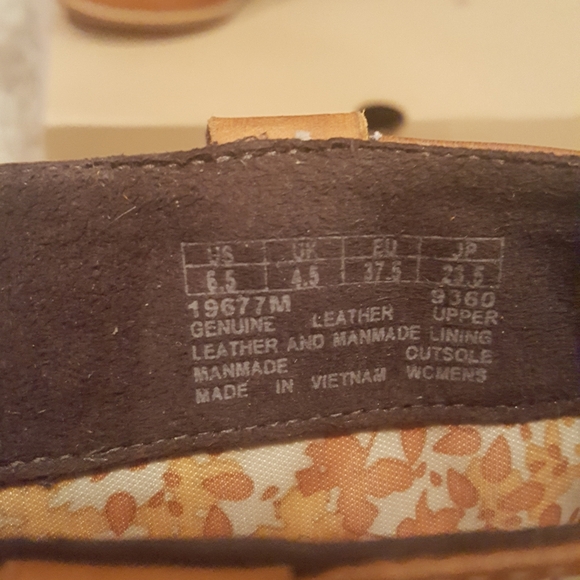 US UK EU JP
6.5 4.5 37.5 23.5
19677M 9360
GENUINE LEATHER UPPER
LEATHER AND MANMADE LINING
MANMADE OUTSOLE
MADE IN VIETNAM WOMENS